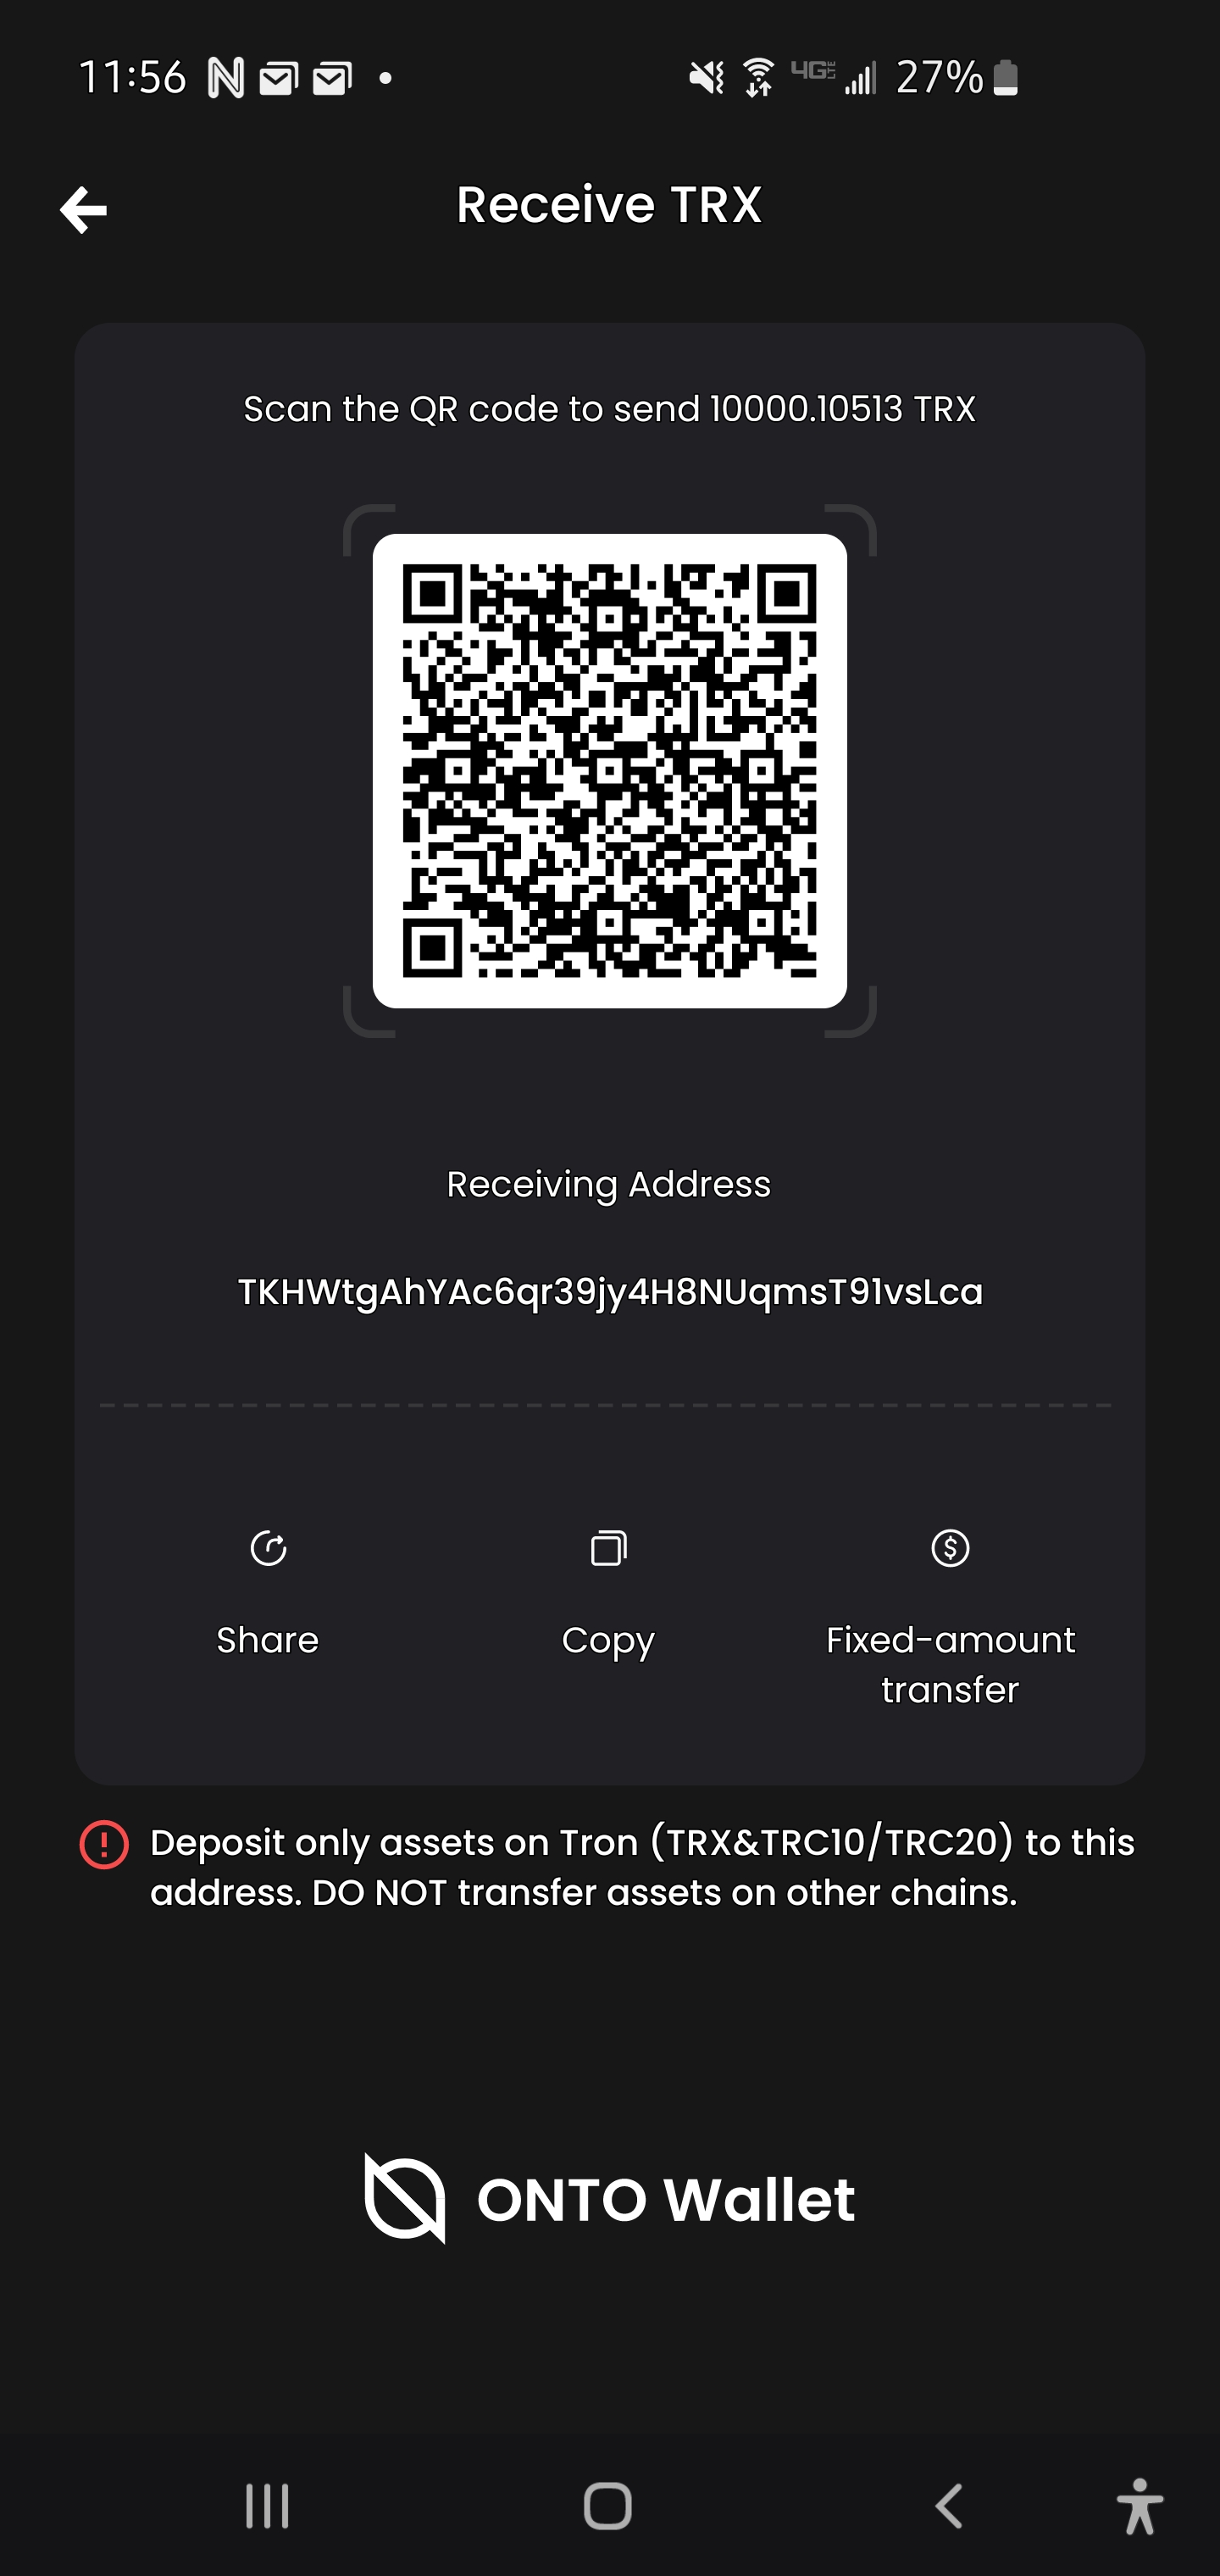 11:56
4G LTE
27%
Receive TRX
Scan the QR code to send 10000.10513 TRX
Receiving Address
TKHWtgAhYAc6qr39jy4H8NUqmsT91vsLca
Share
Copy
Fixed-amount
transfer
Deposit only assets on Tron (TRX&TRC10/TRC20) to this
address. DO NOT transfer assets on other chains.
ONTO Wallet